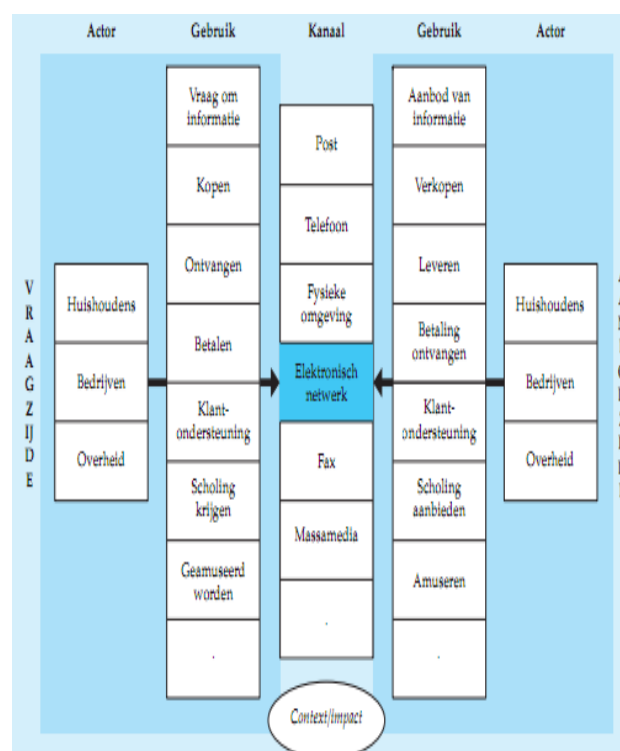 Actor
Gebruik
Kanaal
Gebruik
Actor
VRAAGZIJDE
Huishoudens
Bedrijven
Overheid
Vraag om
informatie
Kopen
Ontvangen
Betalen
Klant-
ondersteuning
Scholing
krijgen
Geamuseerd
worden
.
Post
Telefoon
Fysieke
omgeving
Elektronisch
netwerk
Fax
Massamedia
.
Context/impact
Aanbod van
informatie
Verkopen
Leveren
Betaling
ontvangen
Klant-
ondersteuning
Scholing
aanbieden
Amuseren
.
Huishoudens
Bedrijven
Overheid